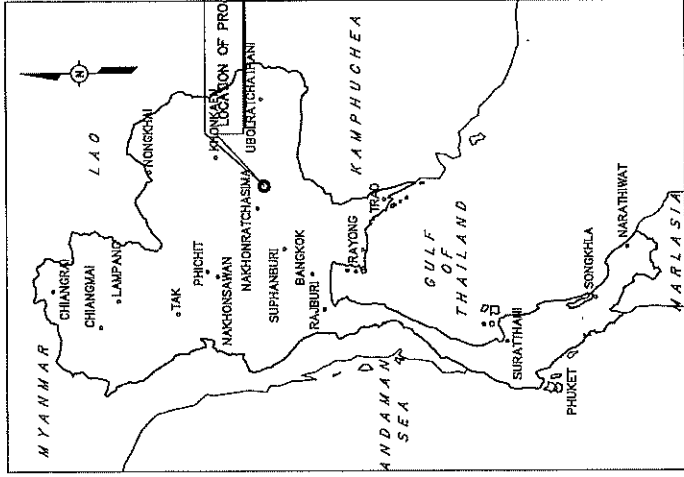 N
MYANMAR
LAO
CHIANGRAI
CHIANGMAI
LAMPANG
NONGKHAI
TAK
PHICHIT
KHONKAEN
LOCATION OF PRO
NAKHONSAWAN
NAKHONRATCHASIMA
UBOLRATCHATHANI
SUPHANBURI
BANGKOK
RAJBURI
RAYONG
TRAD
KAMPHUCHEA
GULF
OF
THAILAND
ANDAMAN
SEA
SURATTHANI
PHUKET
SONGKHLA
NARATHIWAT
MARLASIA